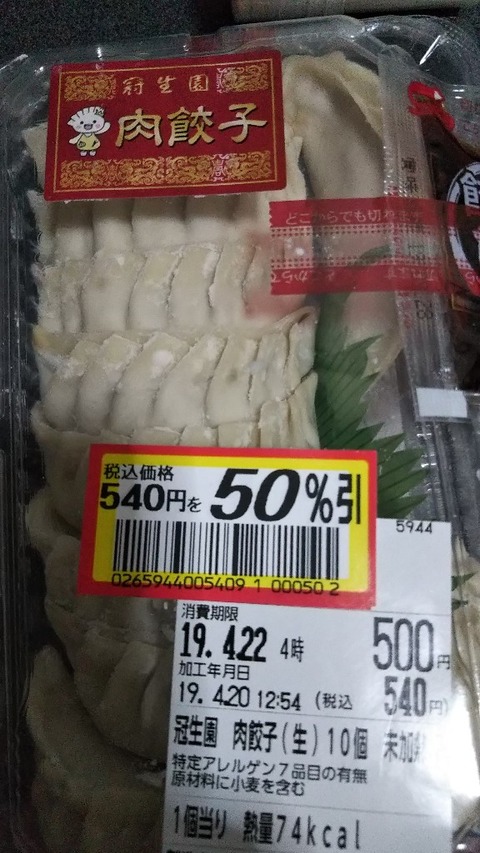 冠生園
肉餃子
どこからでも切れます
税込価格
540円を 50%引
0265944005409 1 00050 2
5944
消費期限
19. 4.22 4時
500円
加工年月日
19. 4.20 12:54 (税込 540円)
冠生園 肉餃子(生)10個 未加
特定アレルゲン7品目の有無
原材料に小麦を含む
1個当り 熱量74kcal